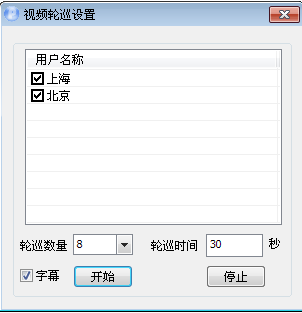 视频轮巡设置
用户名称
上海
北京
轮巡数量 8 轮巡时间 30 秒
字幕 开始 停止